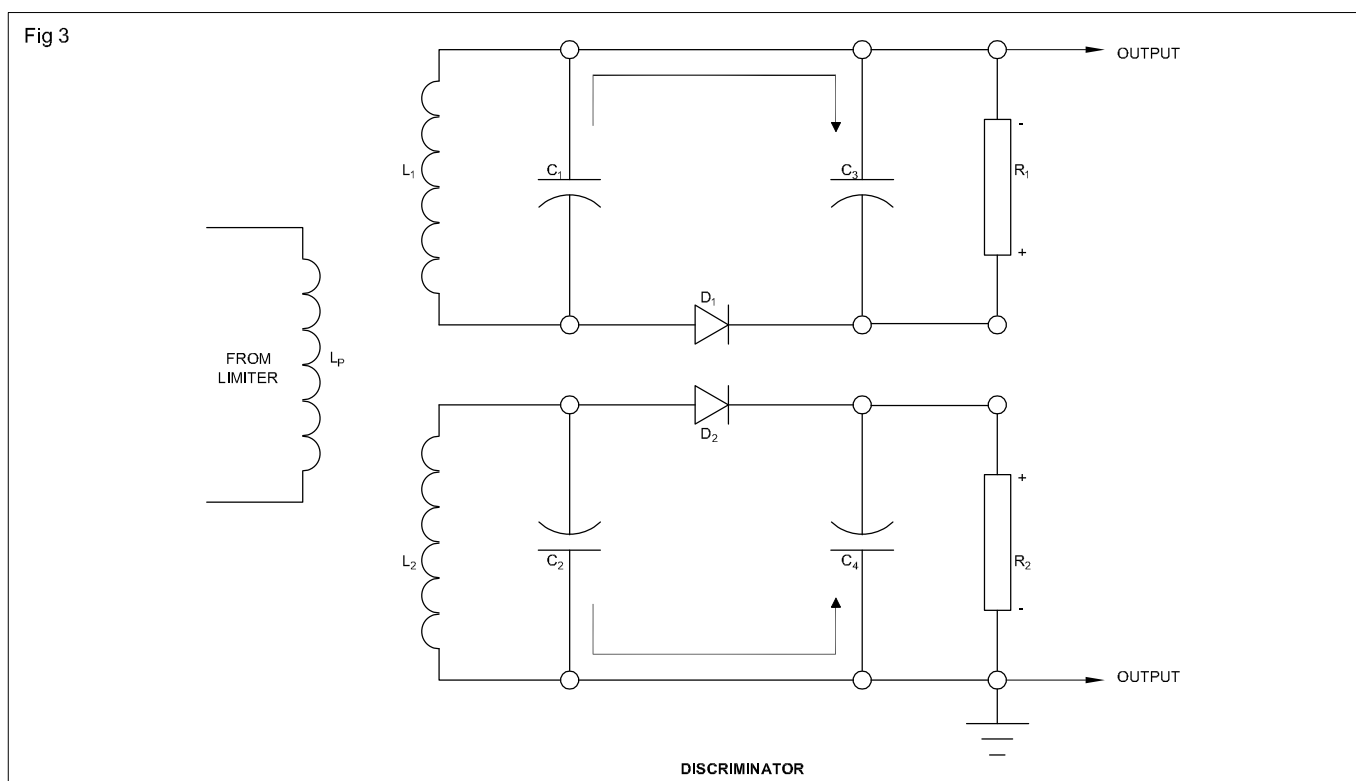 Fig 3
OUTPUT
L1
C1
C3
R1
-
+
D1
FROM
LIMITER
LP
D2
L2
C2
C4
R2
+
-
OUTPUT
DISCRIMINATOR